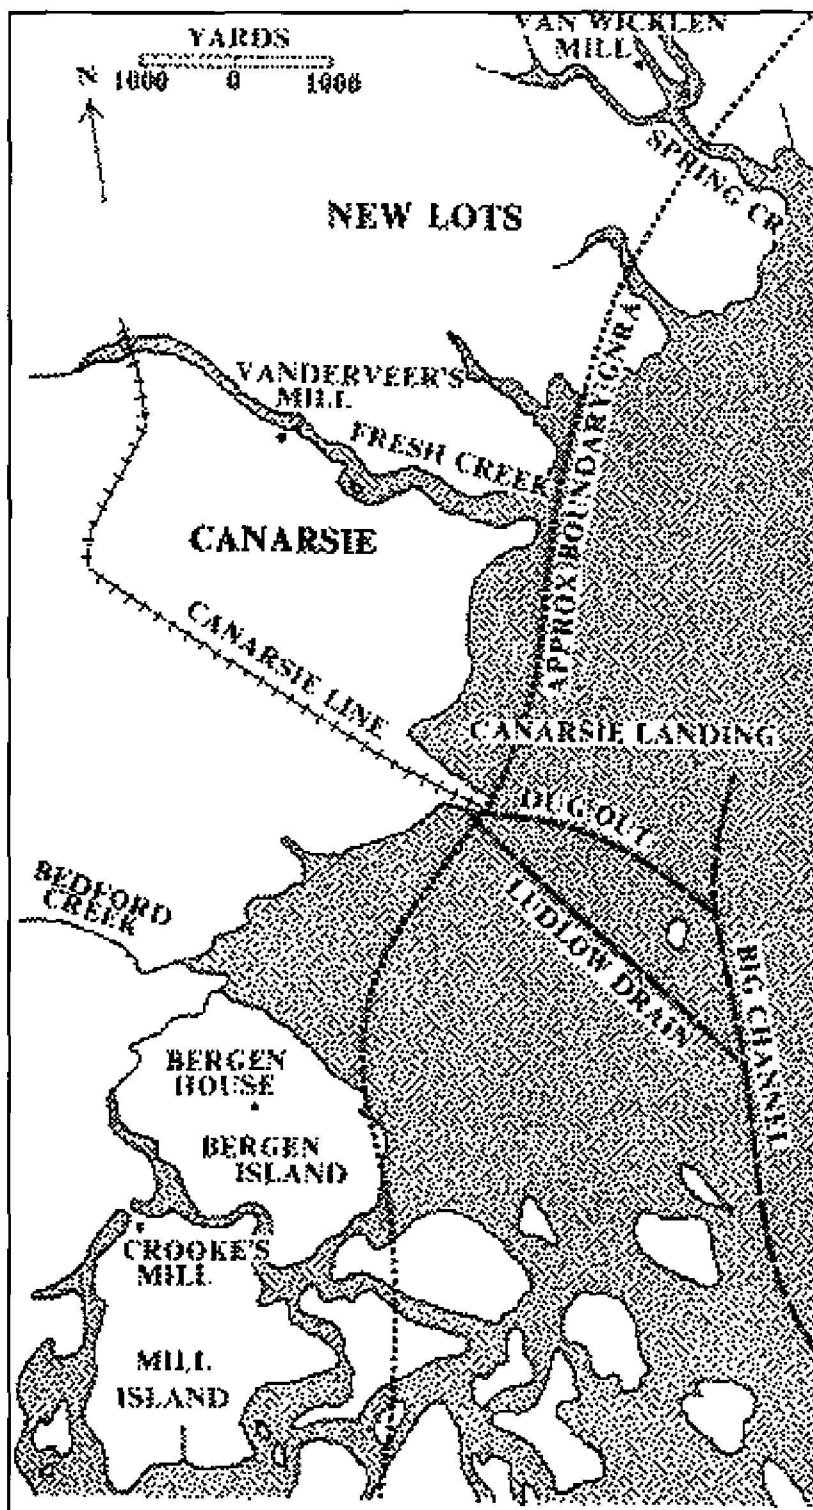 VAN WICKLEN
MILL
YARDS
1000 0 1000
N
SPRING CR
NEW LOTS
APPROX BOUNDARY: GNRA
VANDERVEER'S
MILL
FRESH CREEK
CANARSIE
CANARSIE LINE
CANARSIE LANDING
DUG OUT
LUDLOW DRAIN
BIG CHANNEL
BEDFORD
CREEK
BERGEN
HOUSE
BERGEN
ISLAND
CROOKE'S
MILL
MILL
ISLAND